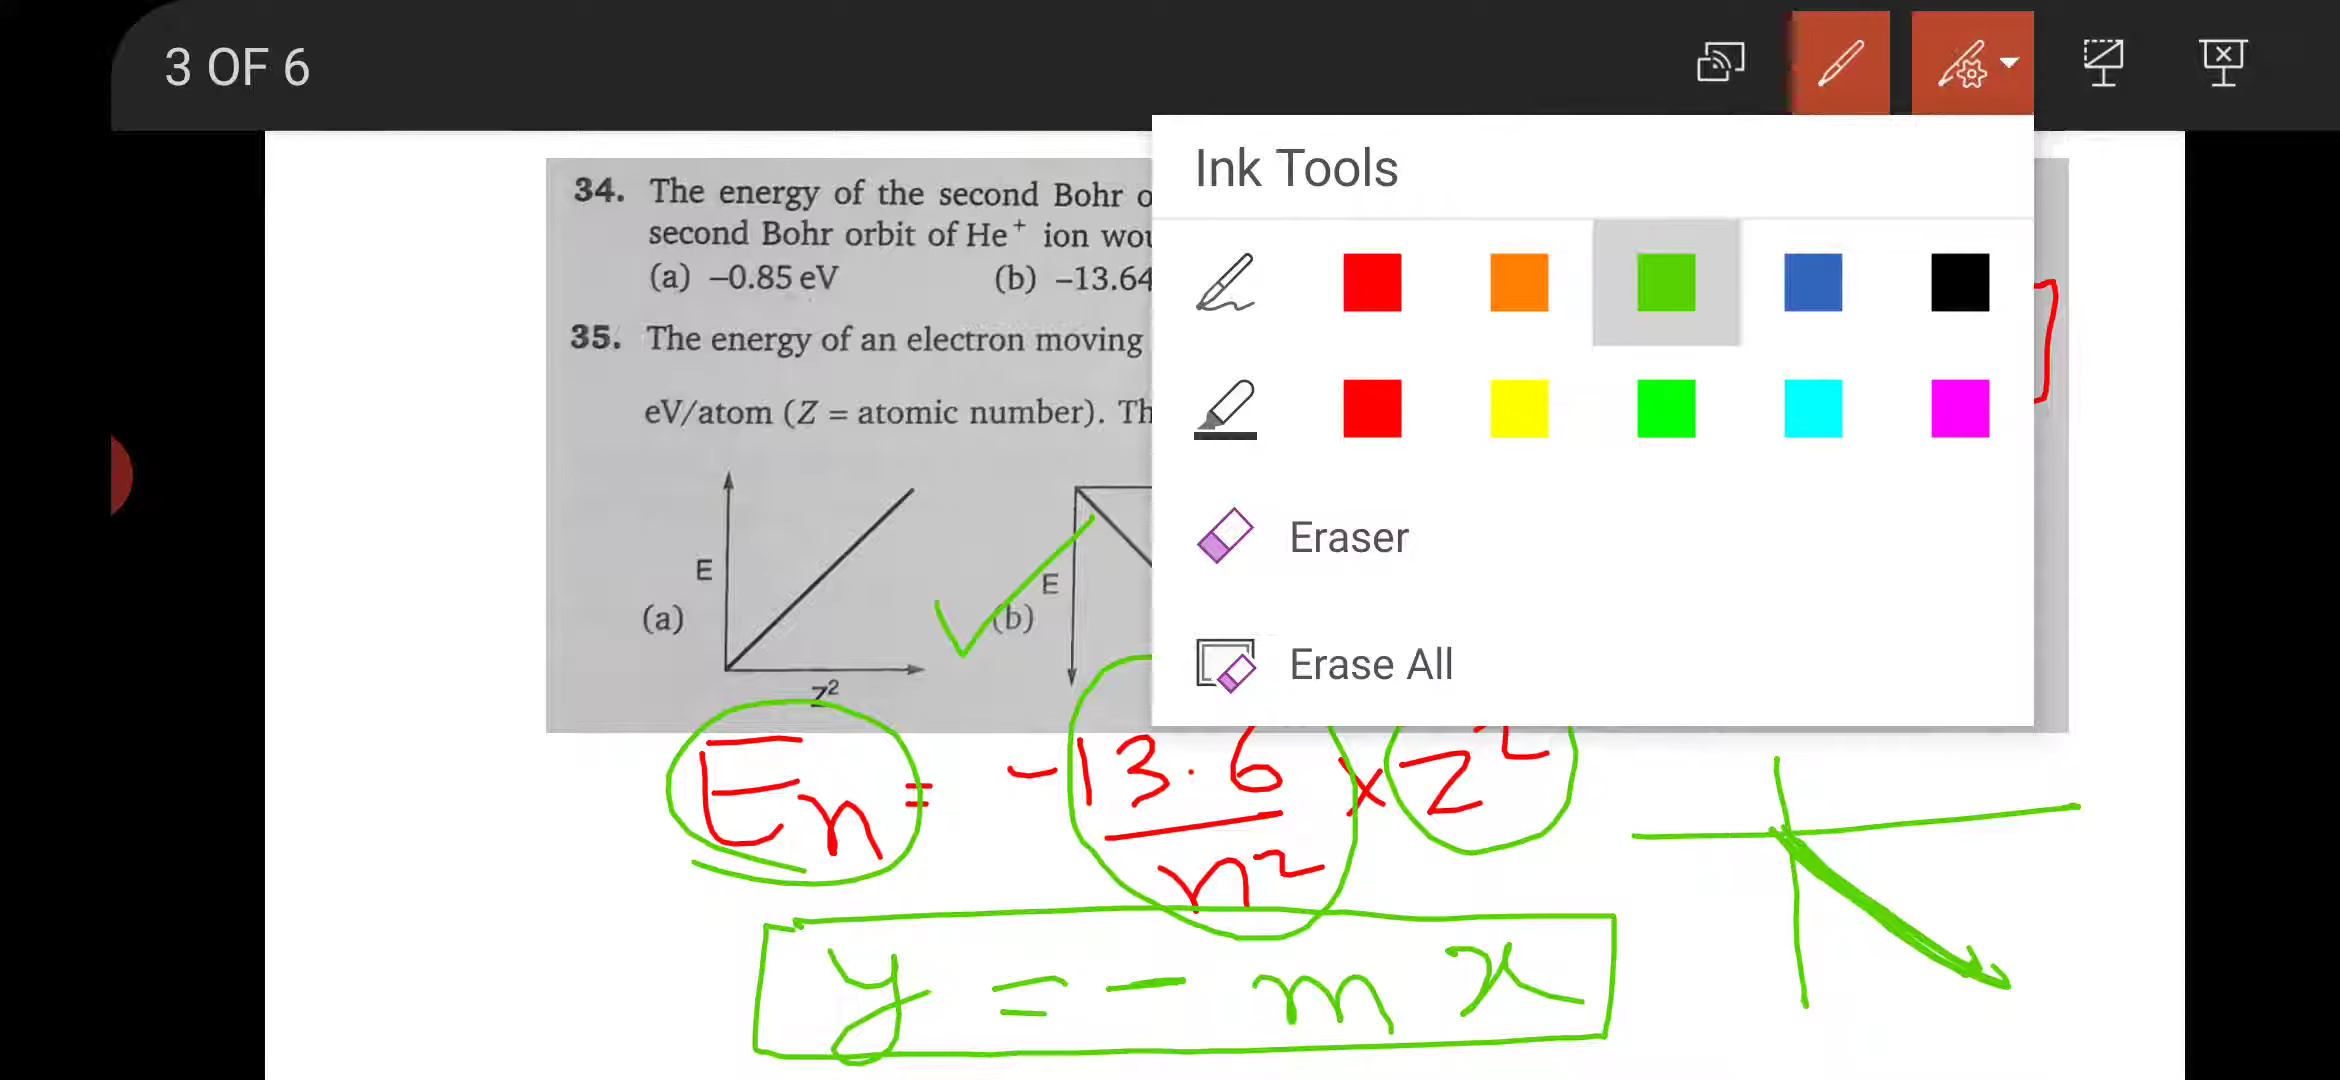 3 OF 6
Ink Tools
Eraser
Erase All
34. The energy of the second Bohr
second Bohr orbit of He⁺ ion
(a) –0.85 eV (b) –13.64
35. The energy of an electron moving
eV/atom (Z = atomic number).
E
(a)
Z²
E
(b)
Eₙ = -13.6/n² × Z²
y = - m x